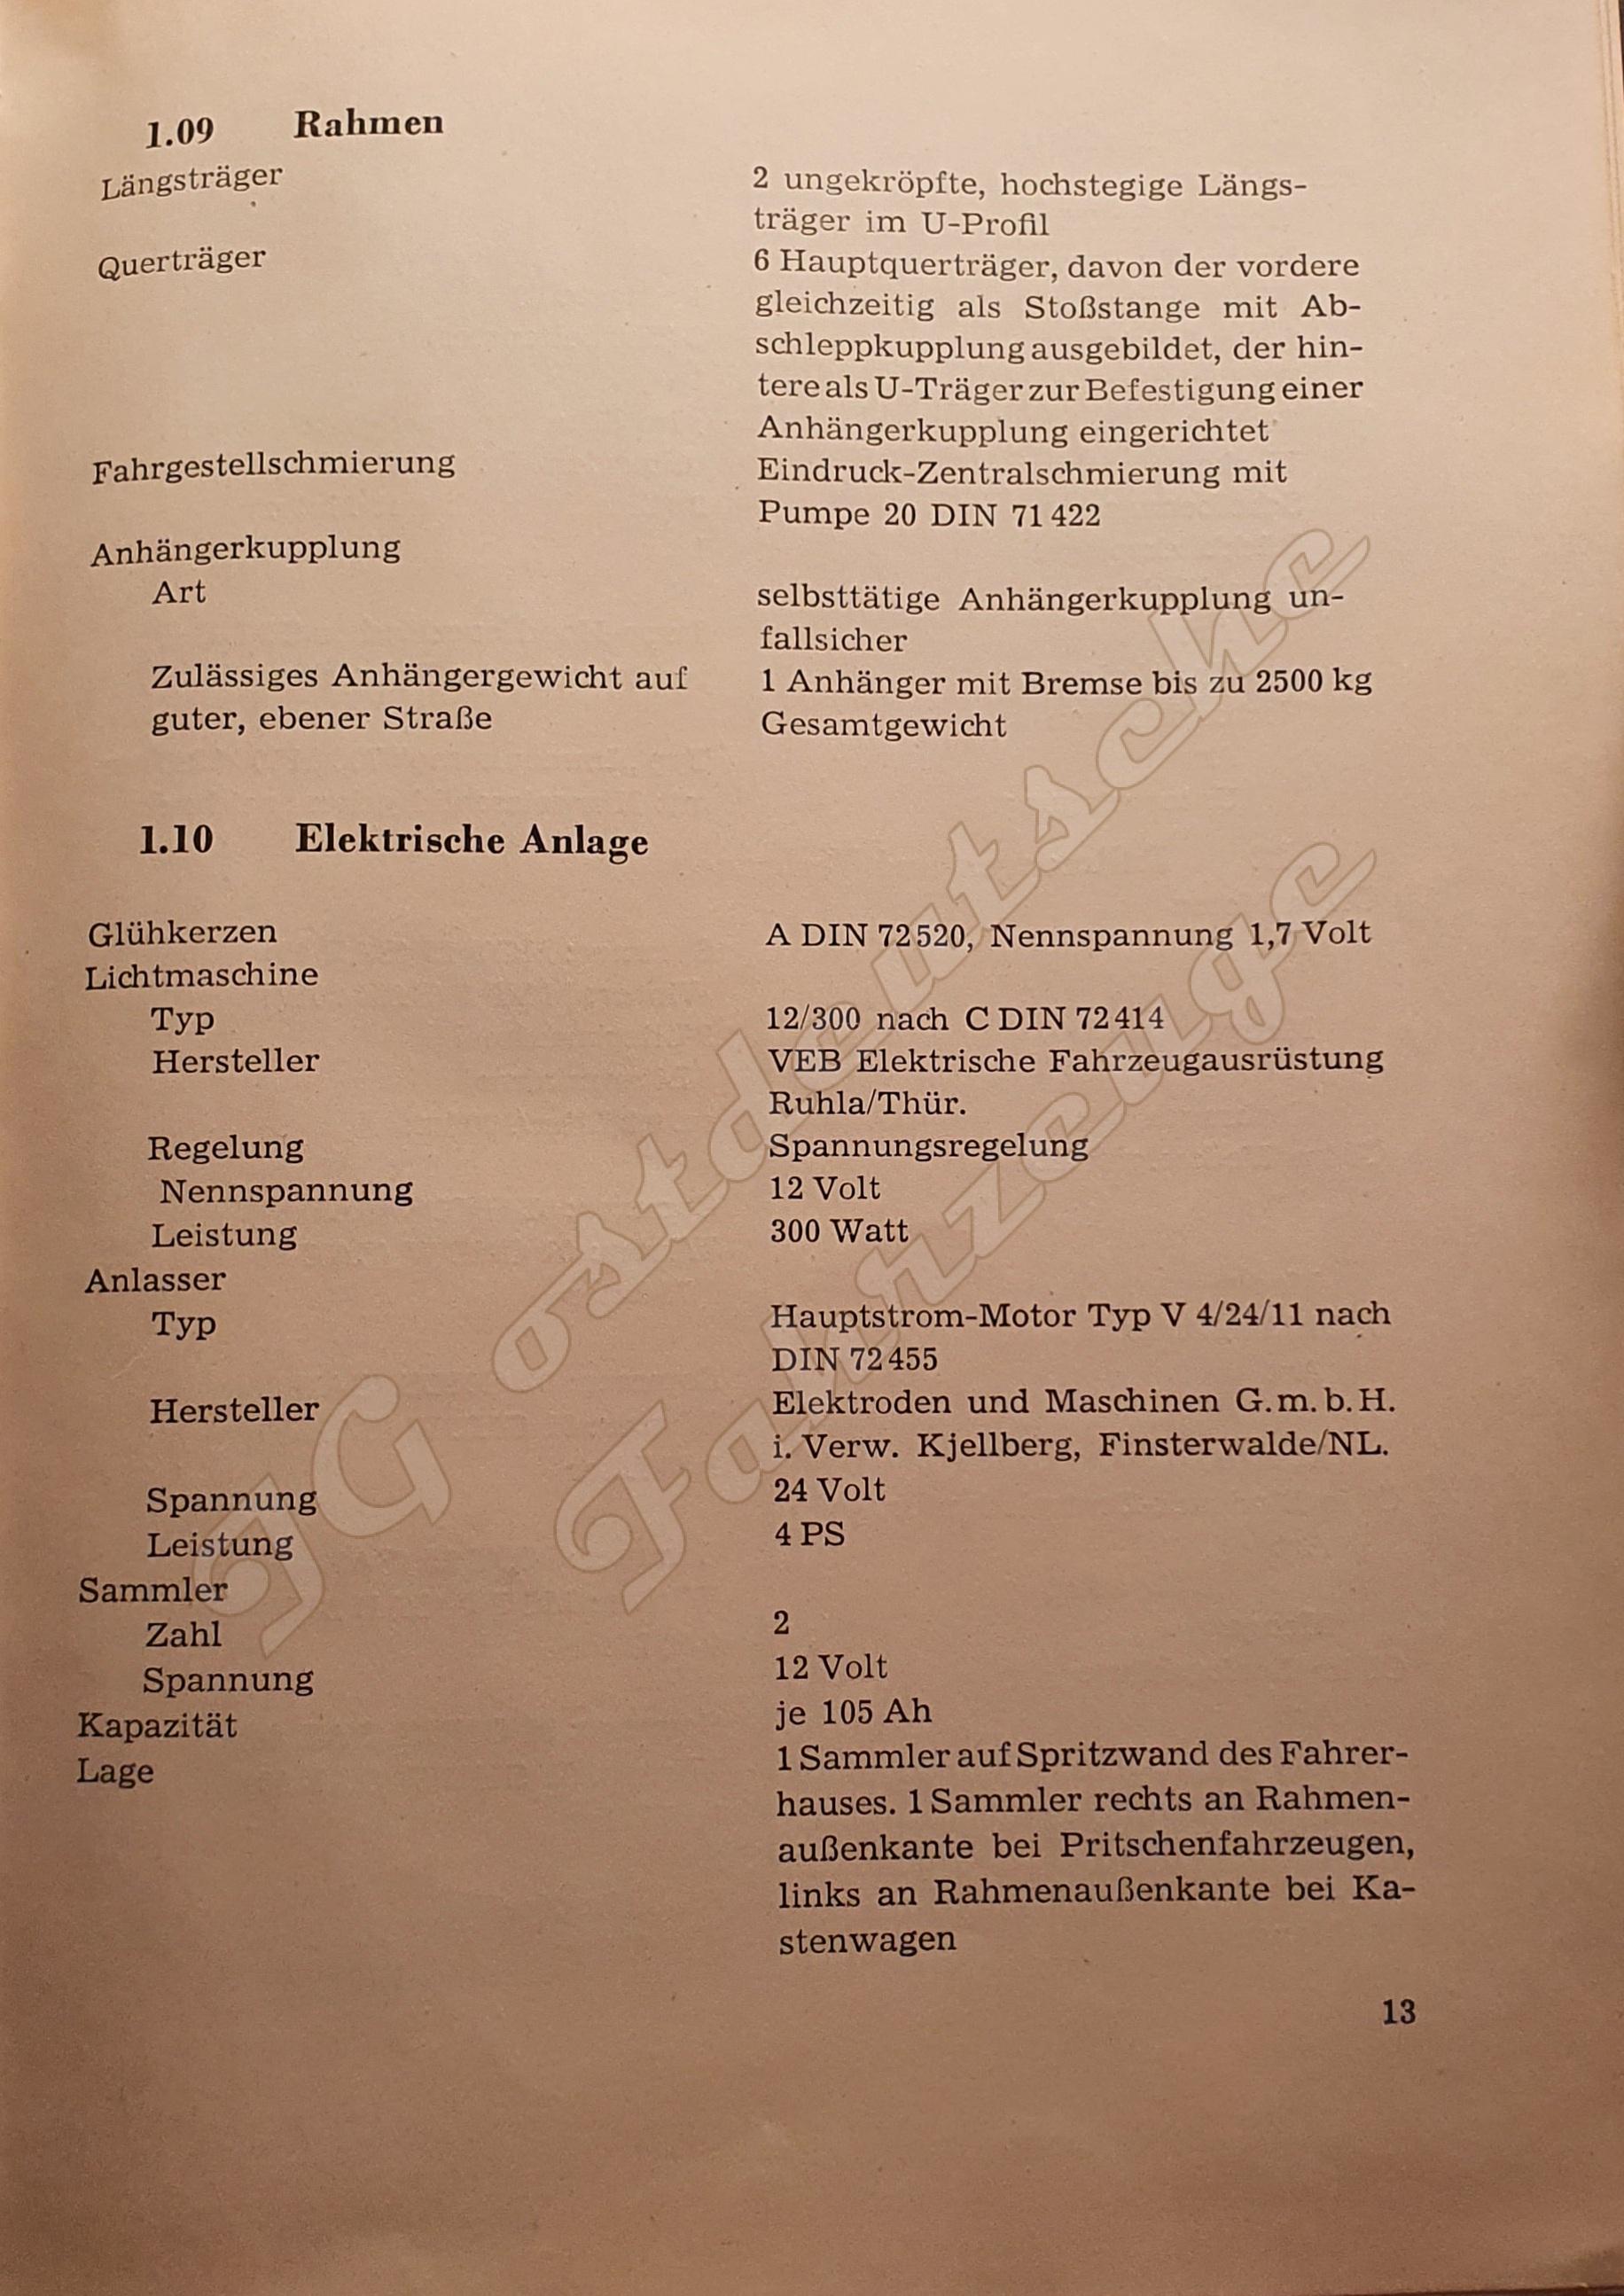 1.09 Rahmen
Längsträger 2 ungekröpfte, hochstegige Längs-
träger im U-Profil
Querträger 6 Hauptquerträger, davon der vordere
gleichzeitig als Stoßstange mit Ab-
schleppkupplung ausgebildet, der hin-
tere als U-Träger zur Befestigung einer
Anhängerkupplung eingerichtet
Fahrgestellschmierung Eindruck-Zentralschmierung mit
Pumpe 20 DIN 71 422
Anhängerkupplung
Art selbsttätige Anhängerkupplung un-
fallsicher
Zulässiges Anhängergewicht auf 1 Anhänger mit Bremse bis zu 2500 kg
guter, ebener Straße Gesamtgewicht
1.10 Elektrische Anlage
Glühkerzen A DIN 72 520, Nennspannung 1,7 Volt
Lichtmaschine
Typ 12/300 nach C DIN 72 414
Hersteller VEB Elektrische Fahrzeugausrüstung
Ruhla/Thür.
Regelung Spannungsregelung
Nennspannung 12 Volt
Leistung 300 Watt
Anlasser
Typ Hauptstrom-Motor Typ V 4/24/11 nach
DIN 72 455
Hersteller Elektroden und Maschinen G. m. b. H.
i. Verw. Kjellberg, Finsterwalde/NL.
Spannung 24 Volt
Leistung 4 PS
Sammler
Zahl 2
Spannung 12 Volt
Kapazität je 105 Ah
Lage 1 Sammler auf Spritzwand des Fahrer-
hauses. 1 Sammler rechts an Rahmen-
außenkante bei Pritschenfahrzeugen,
links an Rahmenaußenkante bei Ka-
stenwagen
13
IG ostdeutsche
Fahrzeuge